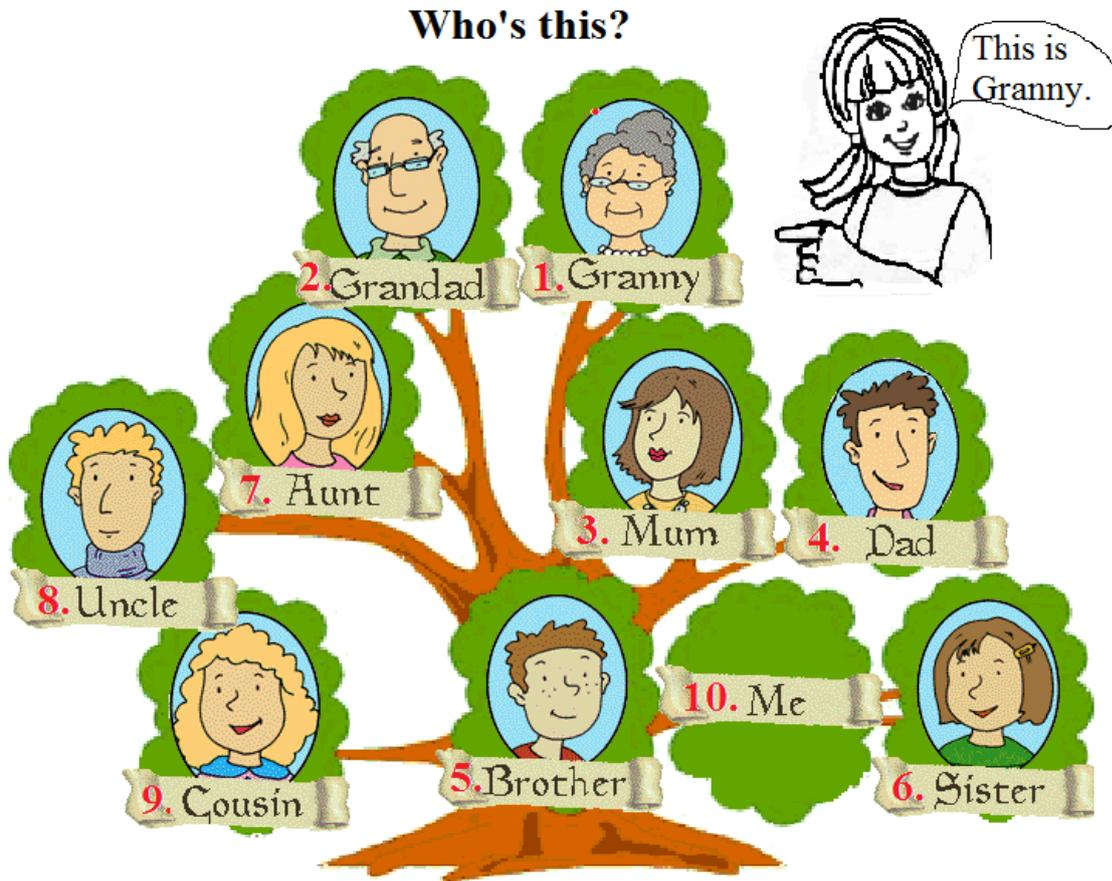 Who's this?
This is
Granny.
2. Grandad
1. Granny
7. Aunt
3. Mum
4. Dad
8. Uncle
10. Me
9. Cousin
5. Brother
6. Sister